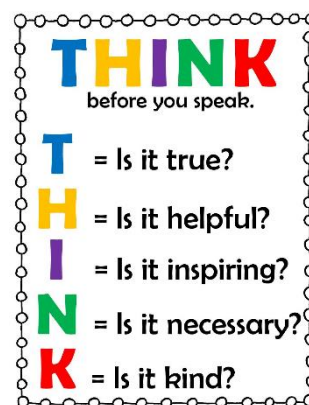 THINK
before you speak.
T = Is it true?
H = Is it helpful?
I = Is it inspiring?
N = Is it necessary?
K = Is it kind?